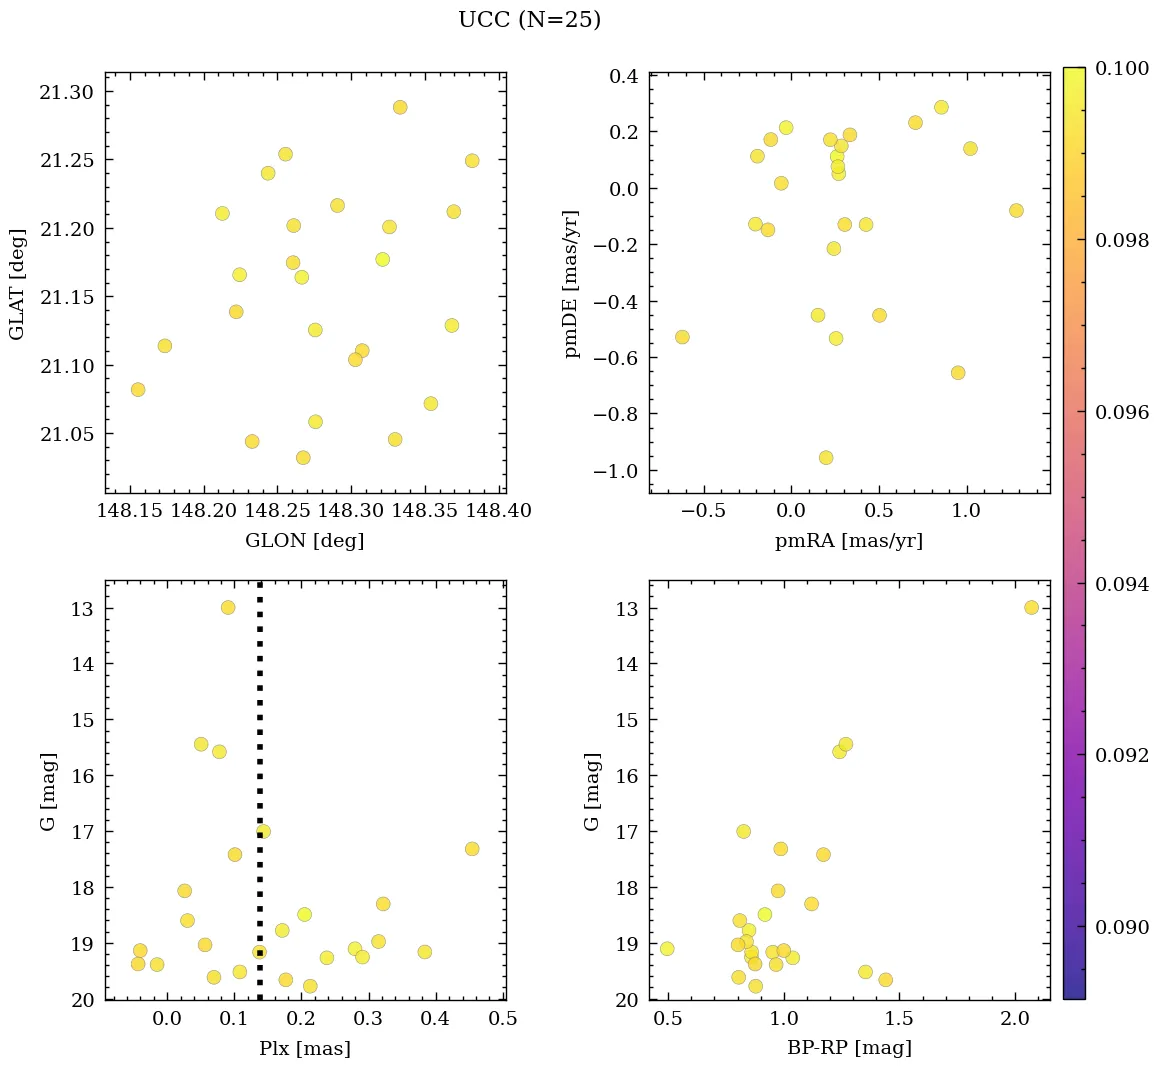 UCC (N=25)
21.30
21.25
21.20
21.15
21.10
21.05
GLAT [deg]
148.15 148.20 148.25 148.30 148.35 148.40
GLON [deg]
0.4
0.2
0.0
−0.2
−0.4
−0.6
−0.8
−1.0
pmDE [mas/yr]
−0.5 0.0 0.5 1.0
pmRA [mas/yr]
0.100
0.098
0.096
0.094
0.092
0.090
13
14
15
16
17
18
19
20
G [mag]
0.0 0.1 0.2 0.3 0.4 0.5
Plx [mas]
13
14
15
16
17
18
19
20
G [mag]
0.5 1.0 1.5 2.0
BP-RP [mag]